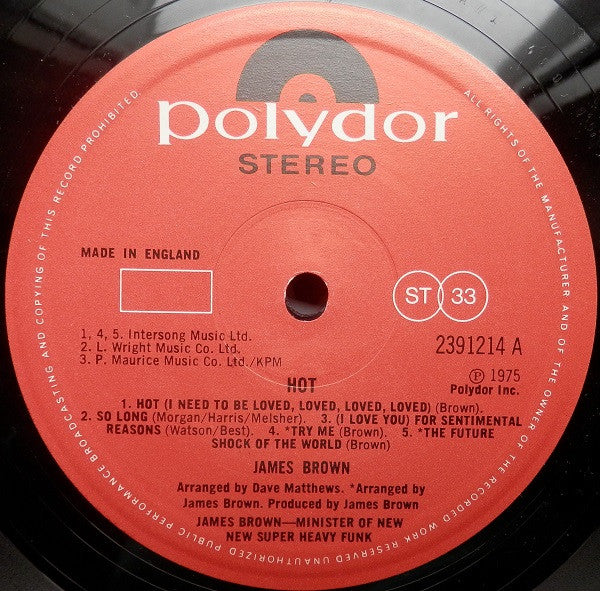 polydor
STEREO
MADE IN ENGLAND
ST 33
1, 4, 5. Intersong Music Ltd.
2. L. Wright Music Co. Ltd.
3. P. Maurice Music Co. Ltd./KPM
2391214 A
Ⓟ 1975
Polydor Inc.
HOT
1. HOT (I NEED TO BE LOVED, LOVED, LOVED, LOVED) (Brown).
2. SO LONG (Morgan/Harris/Melsher). 3. (I LOVE YOU) FOR SENTIMENTAL
REASONS (Watson/Best). 4. *TRY ME (Brown). 5. *THE FUTURE
SHOCK OF THE WORLD (Brown)
JAMES BROWN
Arranged by Dave Matthews. *Arranged by
James Brown. Produced by James Brown
JAMES BROWN—MINISTER OF NEW
NEW SUPER HEAVY FUNK
ALL RIGHTS OF THE MANUFACTURER AND OF THE OWNER OF THE RECORDED WORK RESERVED UNAUTHORIZED PUBLIC PERFORMANCE BROADCASTING AND COPYING OF THIS RECORD PROHIBITED